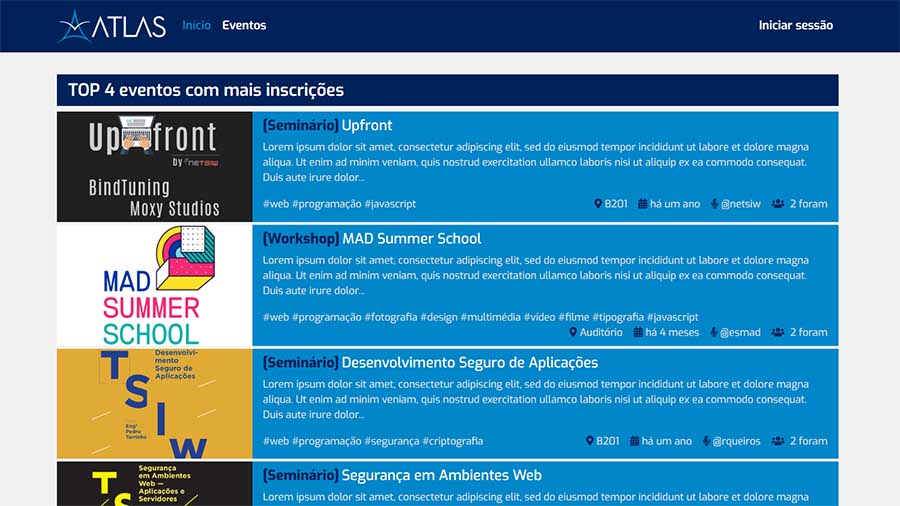 ATLAS Início Eventos Iniciar sessão
TOP 4 eventos com mais inscrições
Upfront
by NETSIW
BindTuning
Moxy Studios
[Seminário] Upfront
Lorem ipsum dolor sit amet, consectetur adipiscing elit, sed do eiusmod tempor incididunt ut labore et dolore magna
aliqua. Ut enim ad minim veniam, quis nostrud exercitation ullamco laboris nisi ut aliquip ex ea commodo consequat.
Duis aute irure dolor...
#web #programação #javascript B201 há um ano @netsiw 2 foram
MAD
SUMMER
SCHOOL
[Workshop] MAD Summer School
Lorem ipsum dolor sit amet, consectetur adipiscing elit, sed do eiusmod tempor incididunt ut labore et dolore magna
aliqua. Ut enim ad minim veniam, quis nostrud exercitation ullamco laboris nisi ut aliquip ex ea commodo consequat.
Duis aute irure dolor...
#web #programação #fotografia #design #multimédia #vídeo #filme #tipografia #javascript
Auditório há 4 meses @esmad 2 foram
TSIW
Desenvolvi-
mento
Seguro de
Aplicações
Engº
Pedro
Tarrinho
[Seminário] Desenvolvimento Seguro de Aplicações
Lorem ipsum dolor sit amet, consectetur adipiscing elit, sed do eiusmod tempor incididunt ut labore et dolore magna
aliqua. Ut enim ad minim veniam, quis nostrud exercitation ullamco laboris nisi ut aliquip ex ea commodo consequat.
Duis aute irure dolor...
#web #programação #segurança #criptografia B201 há um ano @rqueiros 2 foram
TS
Segurança
em Ambientes
Web —
Aplicações e
Servidores
[Seminário] Segurança em Ambientes Web
Lorem ipsum dolor sit amet, consectetur adipiscing elit, sed do eiusmod tempor incididunt ut labore et dolore magna